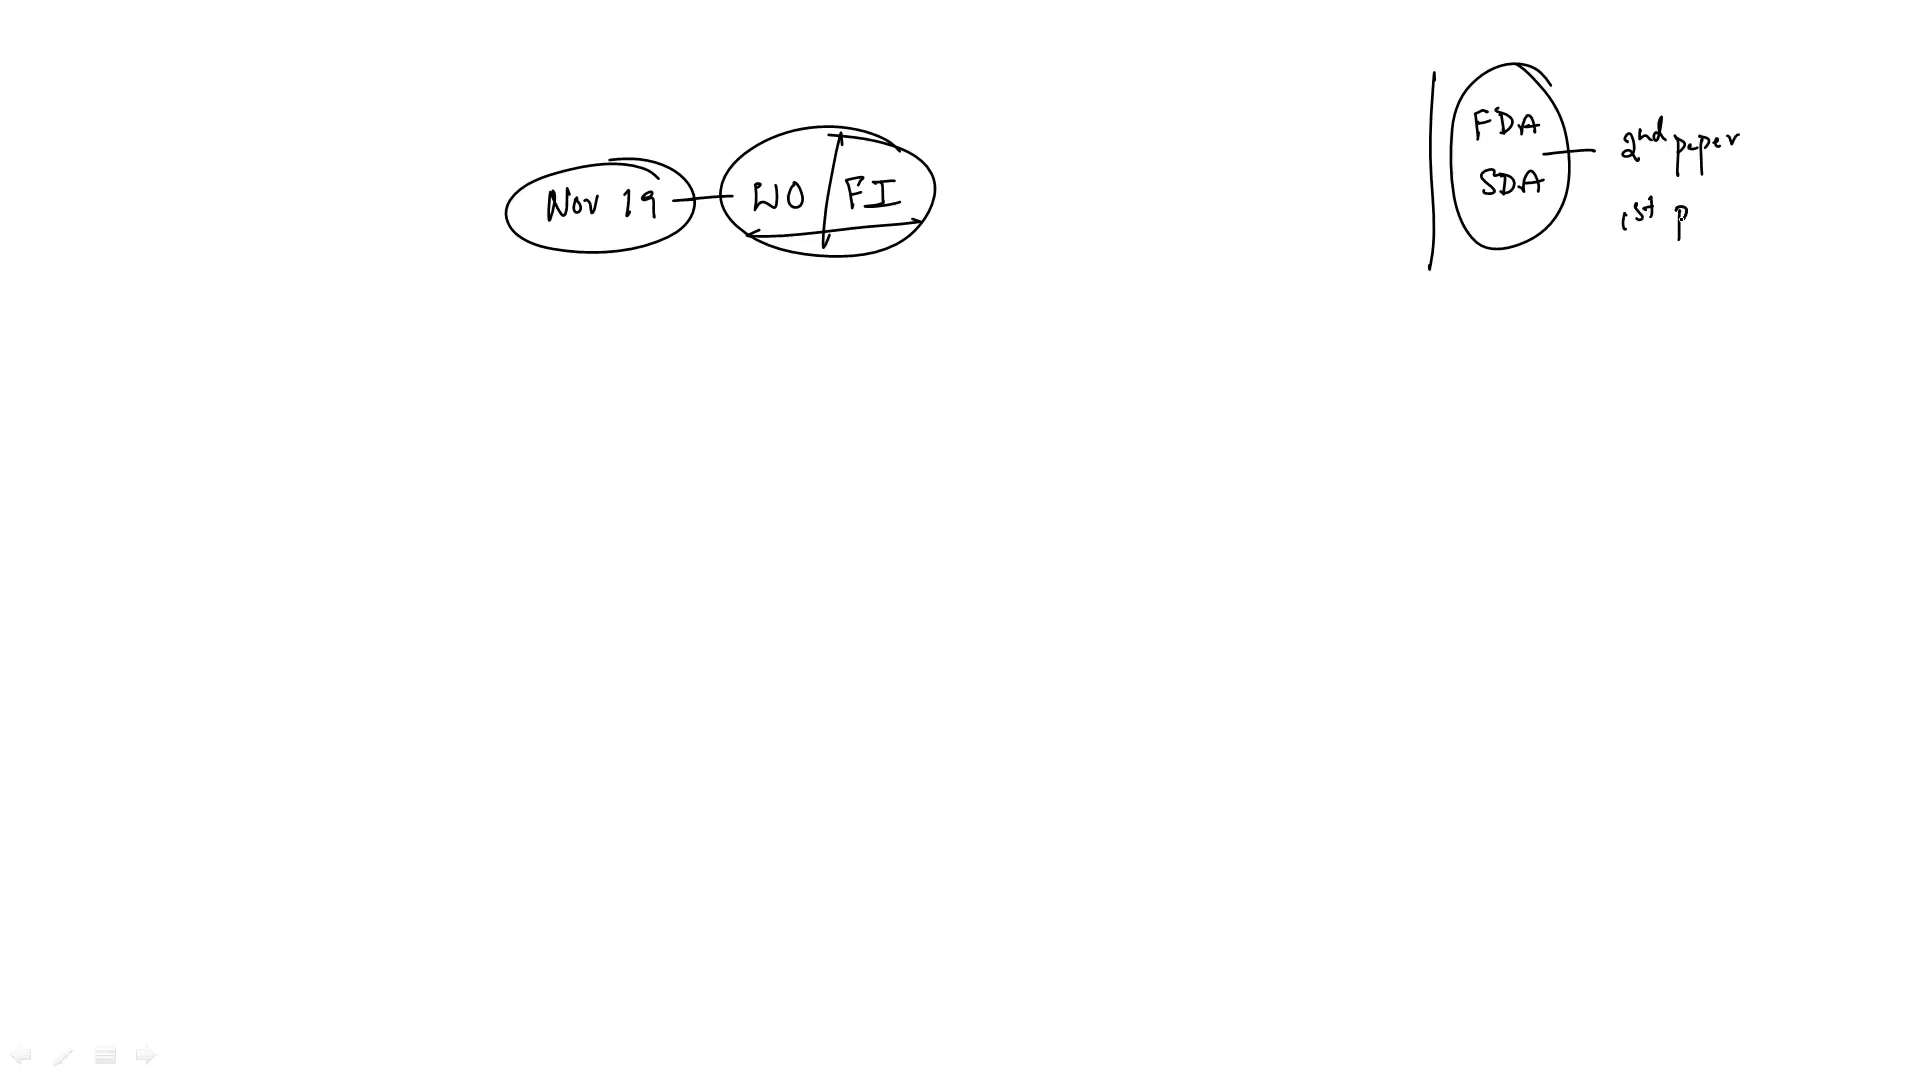 Nov 19 — WO FI
FDA
SDA
2nd paper
1st p